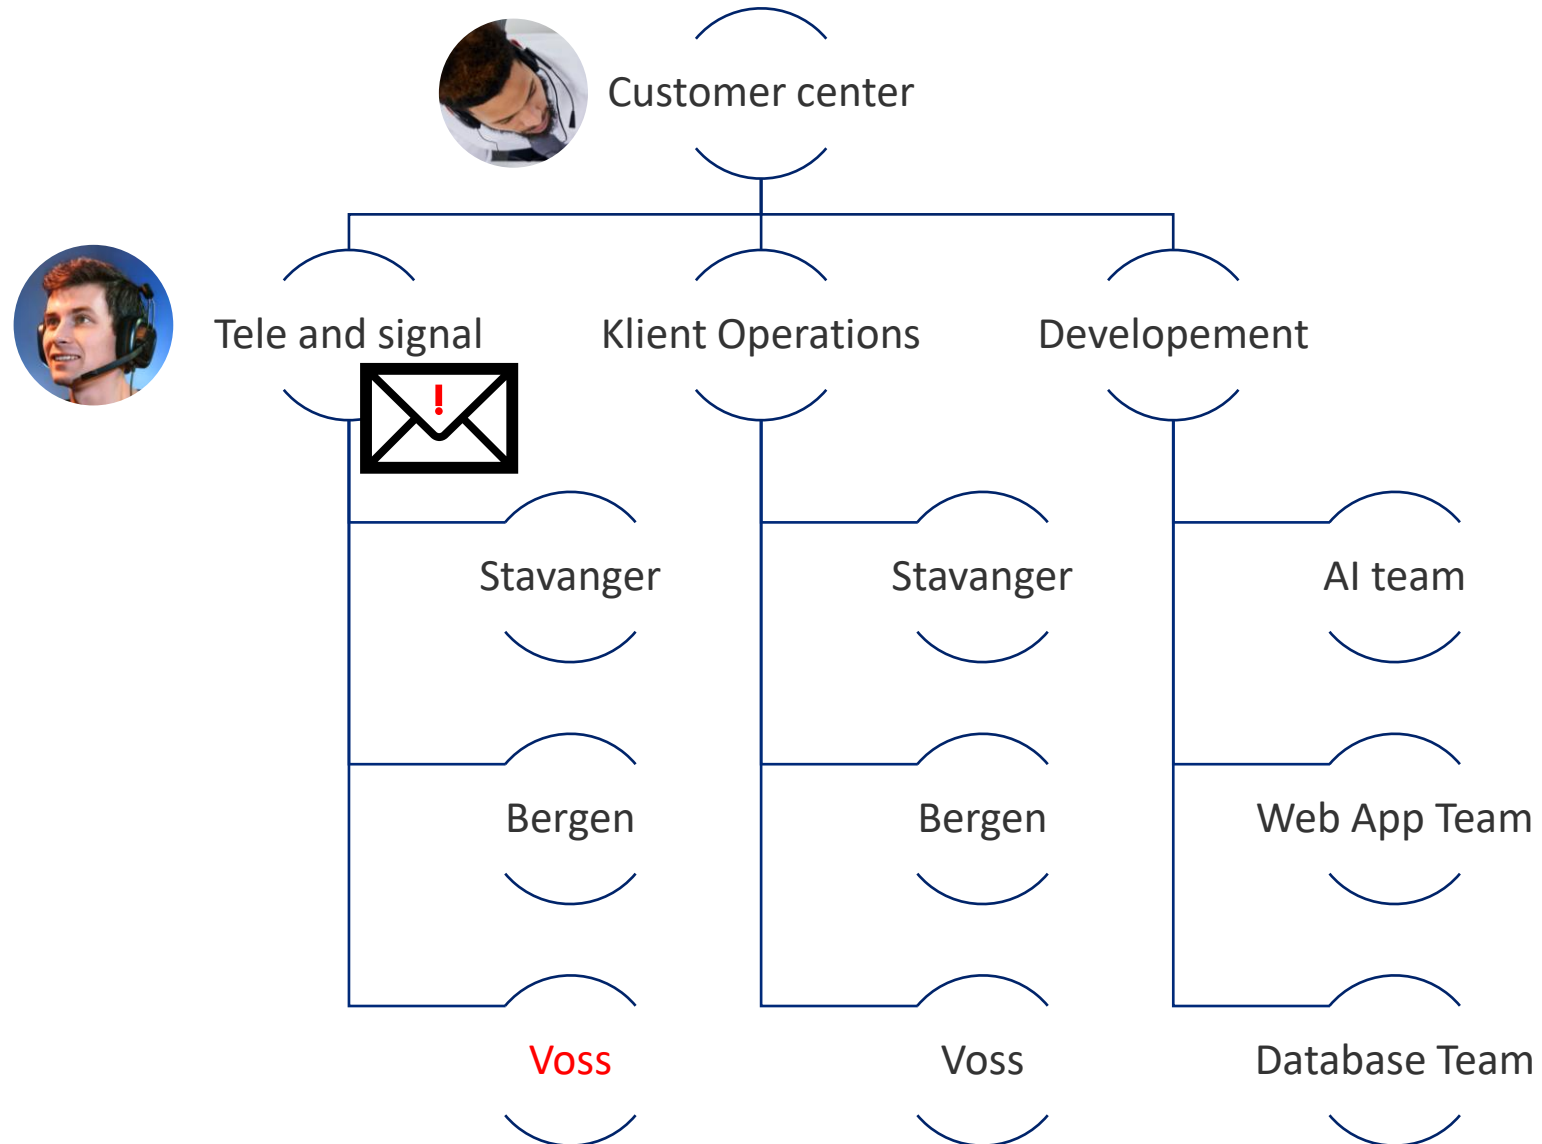 Customer center
Tele and signal
Klient Operations
Developement
!
Stavanger
Stavanger
AI team
Bergen
Bergen
Web App Team
Voss
Voss
Database Team